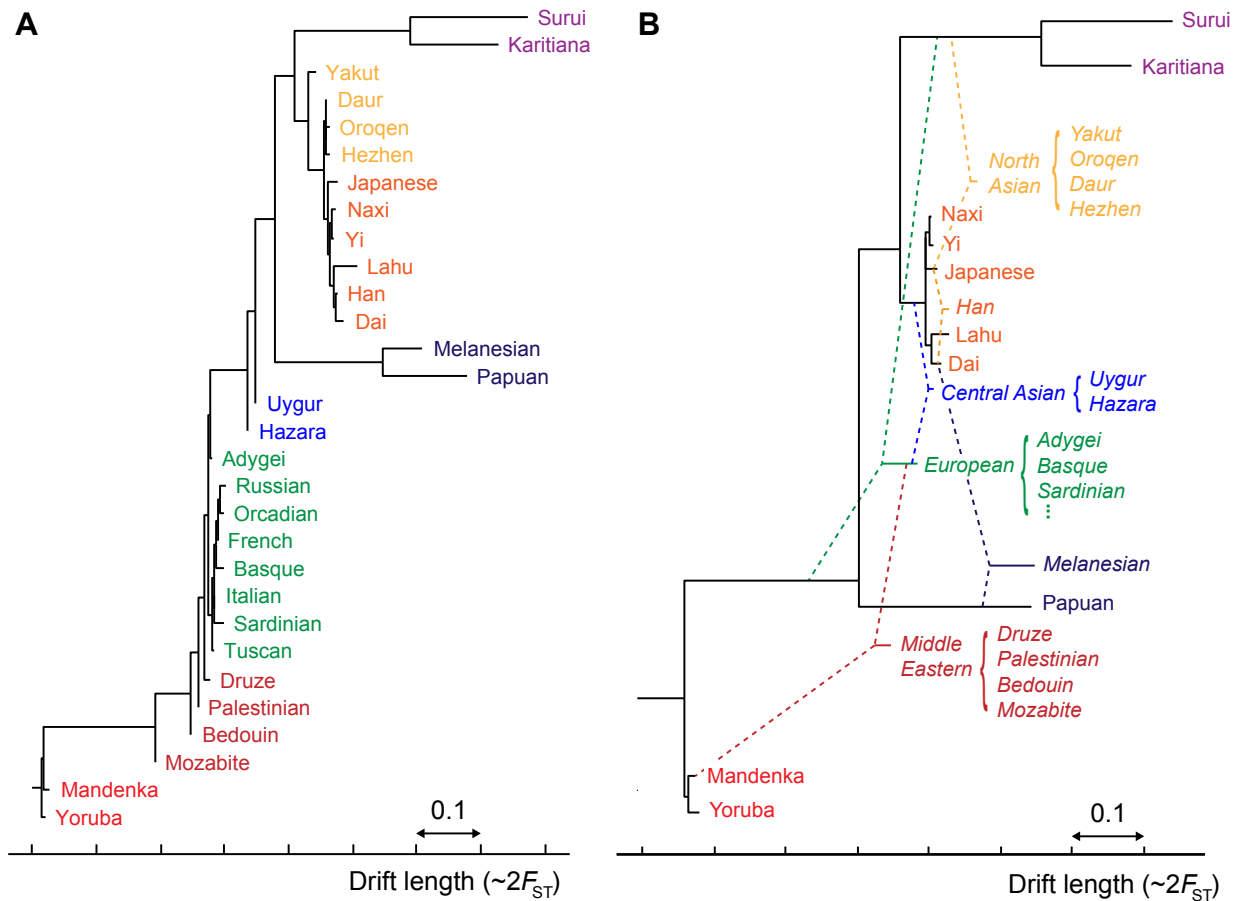 A
Surui
Karitiana
Yakut
Daur
Oroqen
Hezhen
Japanese
Naxi
Yi
Lahu
Han
Dai
Melanesian
Papuan
Uygur
Hazara
Adygei
Russian
Orcadian
French
Basque
Italian
Sardinian
Tuscan
Druze
Palestinian
Bedouin
Mozabite
Mandenka
Yoruba
0.1
Drift length (~2FST)
B
Surui
Karitiana
North
Asian
Yakut
Oroqen
Daur
Hezhen
Naxi
Yi
Japanese
Han
Lahu
Dai
Central Asian
Uygur
Hazara
European
Adygei
Basque
Sardinian
Melanesian
Papuan
Middle
Eastern
Druze
Palestinian
Bedouin
Mozabite
Mandenka
Yoruba
0.1
Drift length (~2FST)